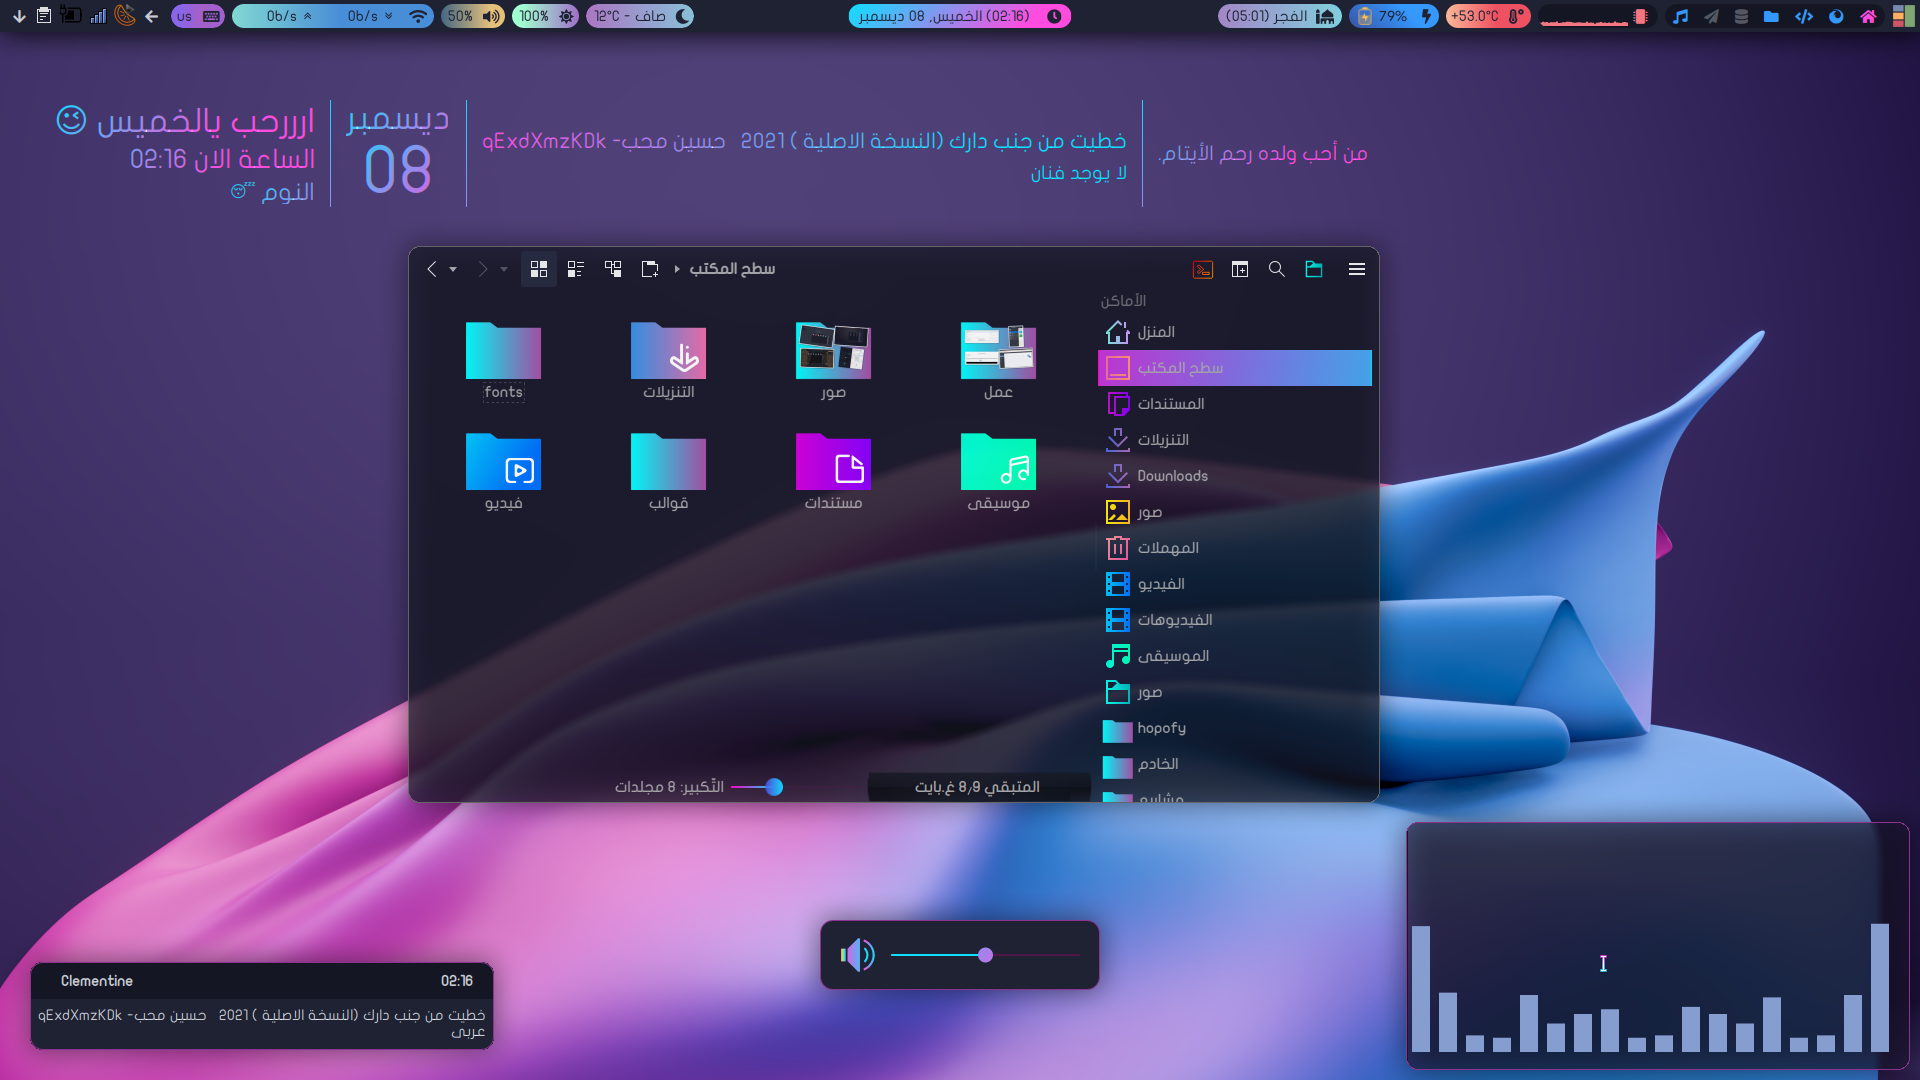 us
0b/s
0b/s
50%
100%
صاف - 12°C
(02:16) الخميس, 08 ديسمبر
الفجر (05:01)
79%
+53.0°C
ارررحب يالخميس 😉
الساعة الان 02:16
النوم 😴
ديسمبر
08
خطيت من جنب دارك (النسخة الاصلية ) 2021 حسين محب- qExdXmzKDk
لا يوجد فنان
من أحب ولده رحم الأيتام.
سطح المكتب
fonts
التنزيلات
صور
عمل
فيديو
قوالب
مستندات
موسيقى
الأماكن
المنزل
سطح المكتب
المستندات
التنزيلات
Downloads
صور
المهملات
الفيديو
الفيديوهات
الموسيقى
صور
hopofy
الخادم
التّكبير: 8 مجلدات
المتبقي 8٫9 غ.بايت
Clementine
02:16
خطيت من جنب دارك (النسخة الاصلية ) 2021 حسين محب- qExdXmzKDk
عربى